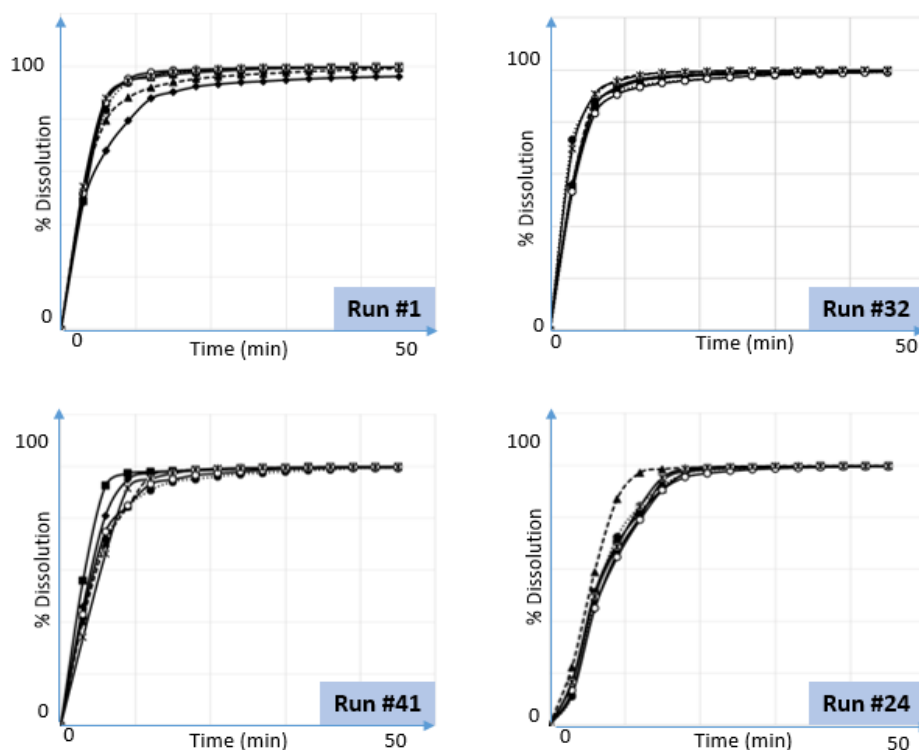 100
% Dissolution
0
0
Time (min)
50
Run #1
100
% Dissolution
0
0
Time (min)
50
Run #32
100
% Dissolution
0
0
Time (min)
50
Run #41
100
% Dissolution
0
0
Time (min)
50
Run #24